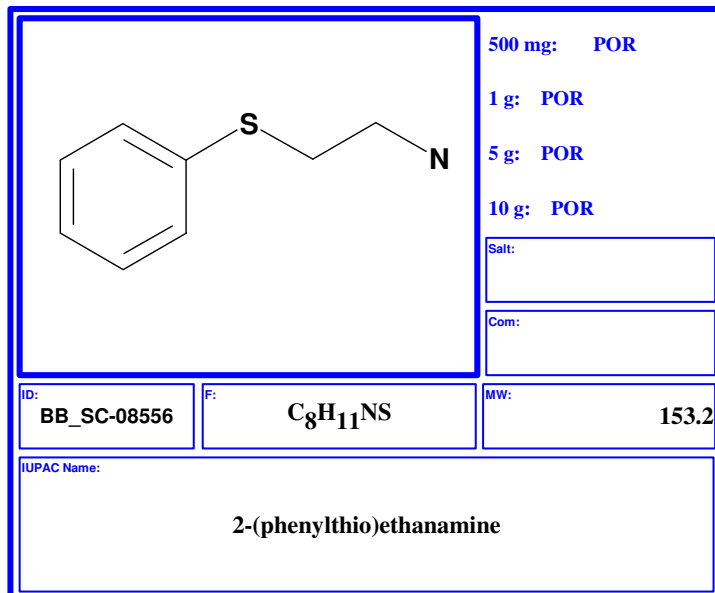 S
N
500 mg: POR
1 g: POR
5 g: POR
10 g: POR
Salt:
Com:
ID:
BB_SC-08556
F:
C8H11NS
MW:
153.2
IUPAC Name:
2-(phenylthio)ethanamine